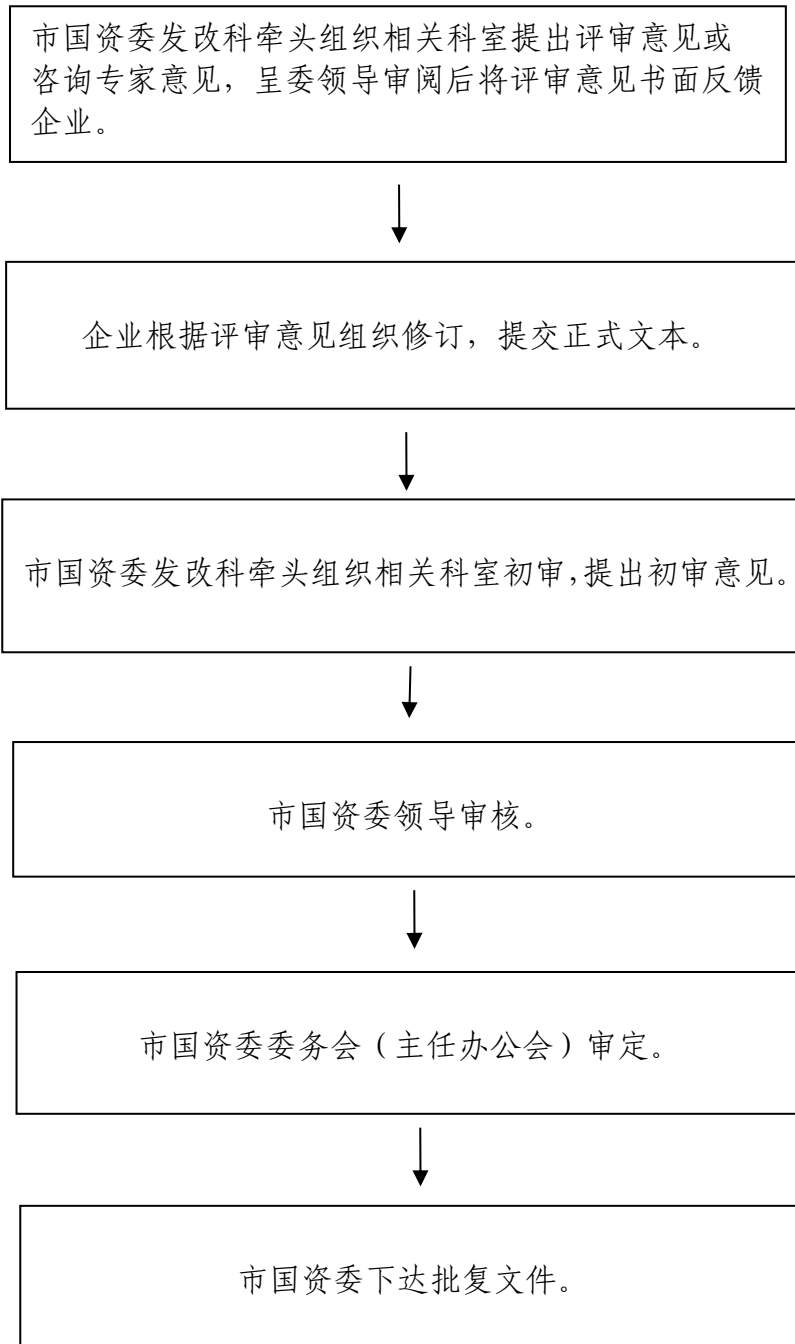 市国资委发改科牵头组织相关科室提出评审意见或
咨询专家意见，呈委领导审阅后将评审意见书面反馈
企业。
企业根据评审意见组织修订，提交正式文本。
市国资委发改科牵头组织相关科室初审,提出初审意见。
市国资委领导审核。
市国资委委务会（主任办公会）审定。
市国资委下达批复文件。